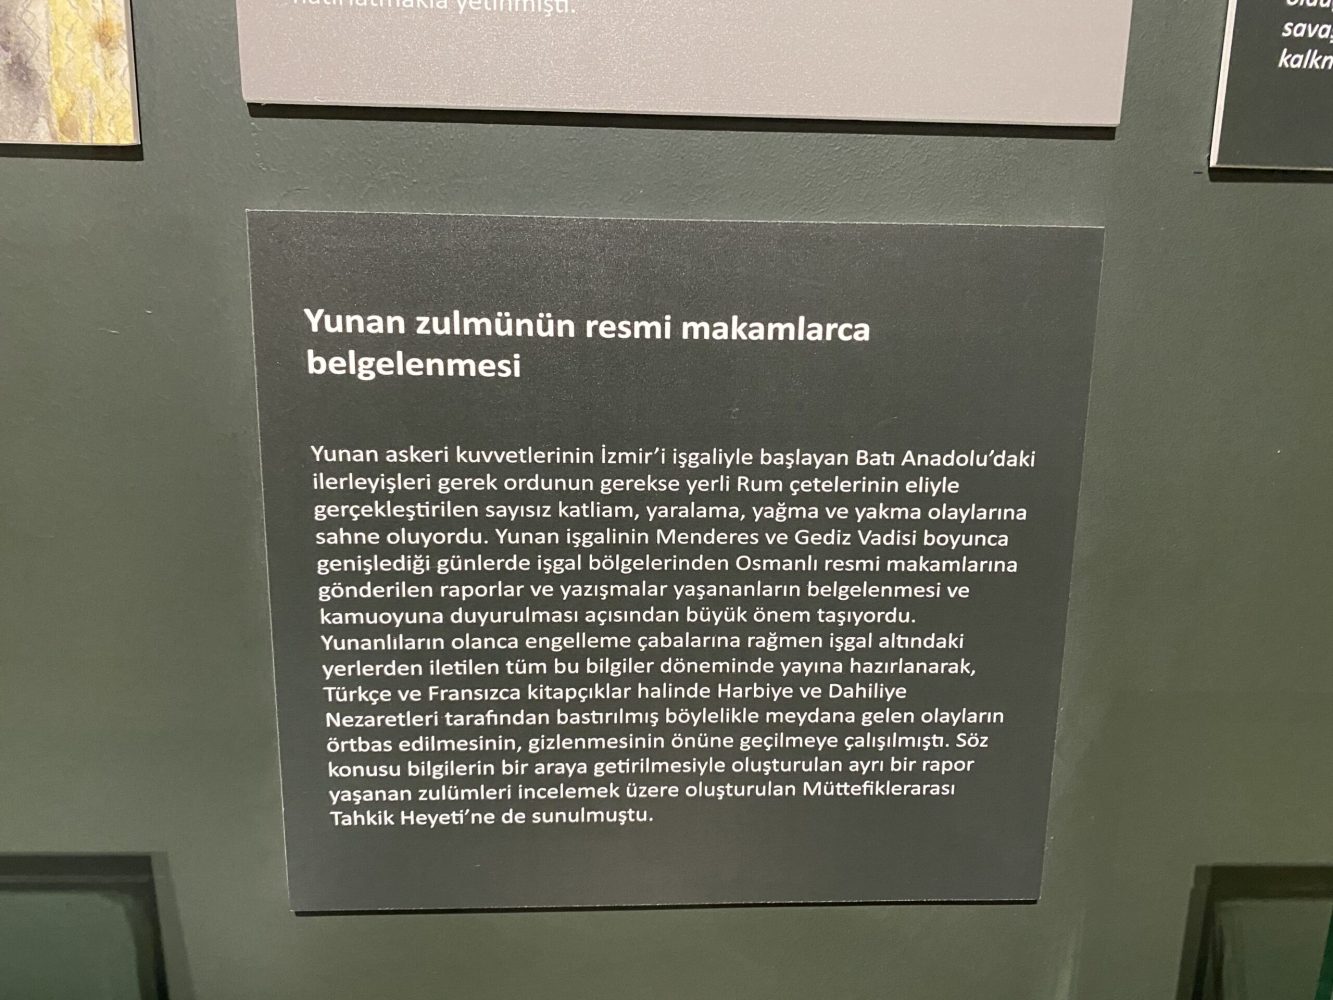 yetinmişti.
savaş
Yunan zulmünün resmi makamlarca
belgelenmesi
Yunan askeri kuvvetlerinin İzmir'i işgaliyle başlayan Batı Anadolu'daki
ilerleyişleri gerek ordunun gerekse yerli Rum çetelerinin eliyle
gerçekleştirilen sayısız katliam, yaralama, yağma ve yakma olaylarına
sahne oluyordu. Yunan işgalinin Menderes ve Gediz Vadisi boyunca
genişlediği günlerde işgal bölgelerinden Osmanlı resmi makamlarına
gönderilen raporlar ve yazışmalar yaşananların belgelenmesi ve
kamuoyuna duyurulması açısından büyük önem taşıyordu.
Yunanlıların olanca engelleme çabalarına rağmen işgal altındaki
yerlerden iletilen tüm bu bilgiler döneminde yayına hazırlanarak,
Türkçe ve Fransızca kitapçıklar halinde Harbiye ve Dahiliye
Nezaretleri tarafından bastırılmış böylelikle meydana gelen olayların
örtbas edilmesinin, gizlenmesinin önüne geçilmeye çalışılmıştı. Söz
konusu bilgilerin bir araya getirilmesiyle oluşturulan ayrı bir rapor
yaşanan zulümleri incelemek üzere oluşturulan Müttefiklerarası
Tahkik Heyeti'ne de sunulmuştu.